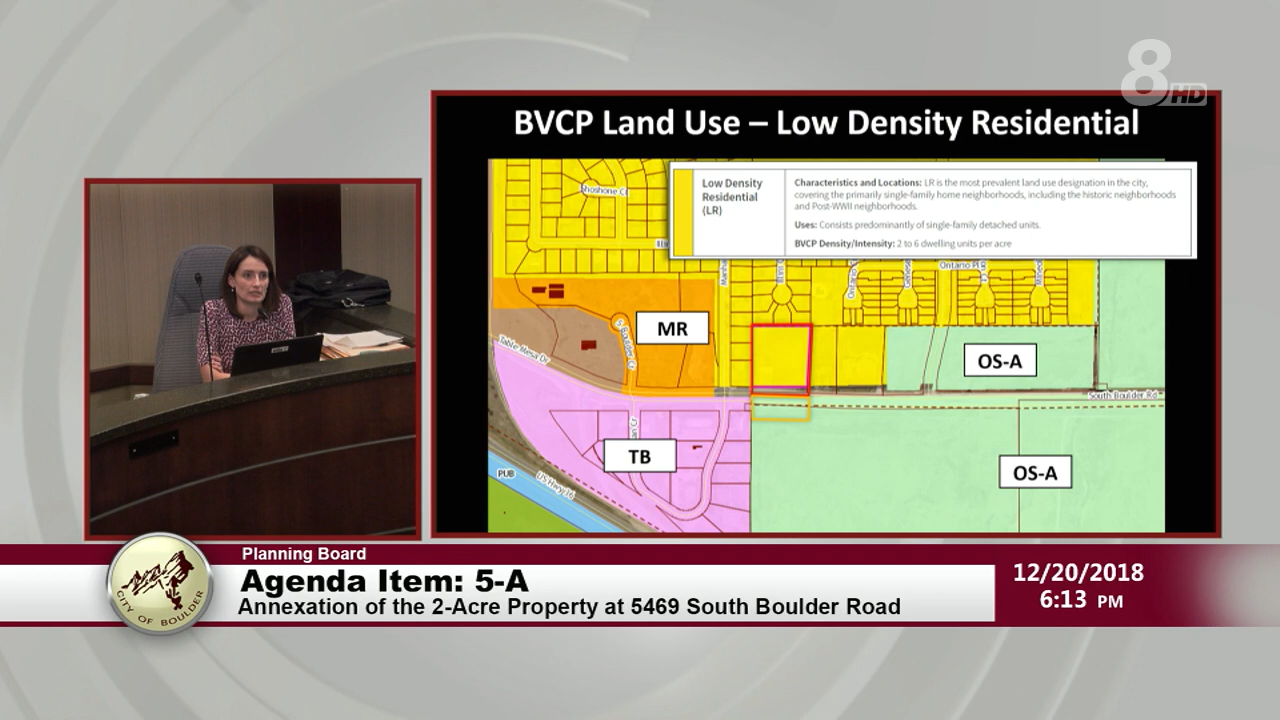 8
HD
BVCP Land Use – Low Density Residential
Low Density
Residential
(LR)
Characteristics and Locations: LR is the most prevalent land use designation in the city,
covering the primarily single-family home neighborhoods, including the historic neighborhoods
and Post-WWII neighborhoods.
Uses: Consists predominantly of single-family detached units.
BVCP Density/Intensity: 2 to 6 dwelling units per acre
Shoshone Ct
Ontario Pl
MR
OS-A
Table Mesa Dr
South Boulder Rd
TB
OS-A
PUB
US Hwy 36
Planning Board
Agenda Item: 5-A
Annexation of the 2-Acre Property at 5469 South Boulder Road
12/20/2018
6:13 PM
CITY OF BOULDER